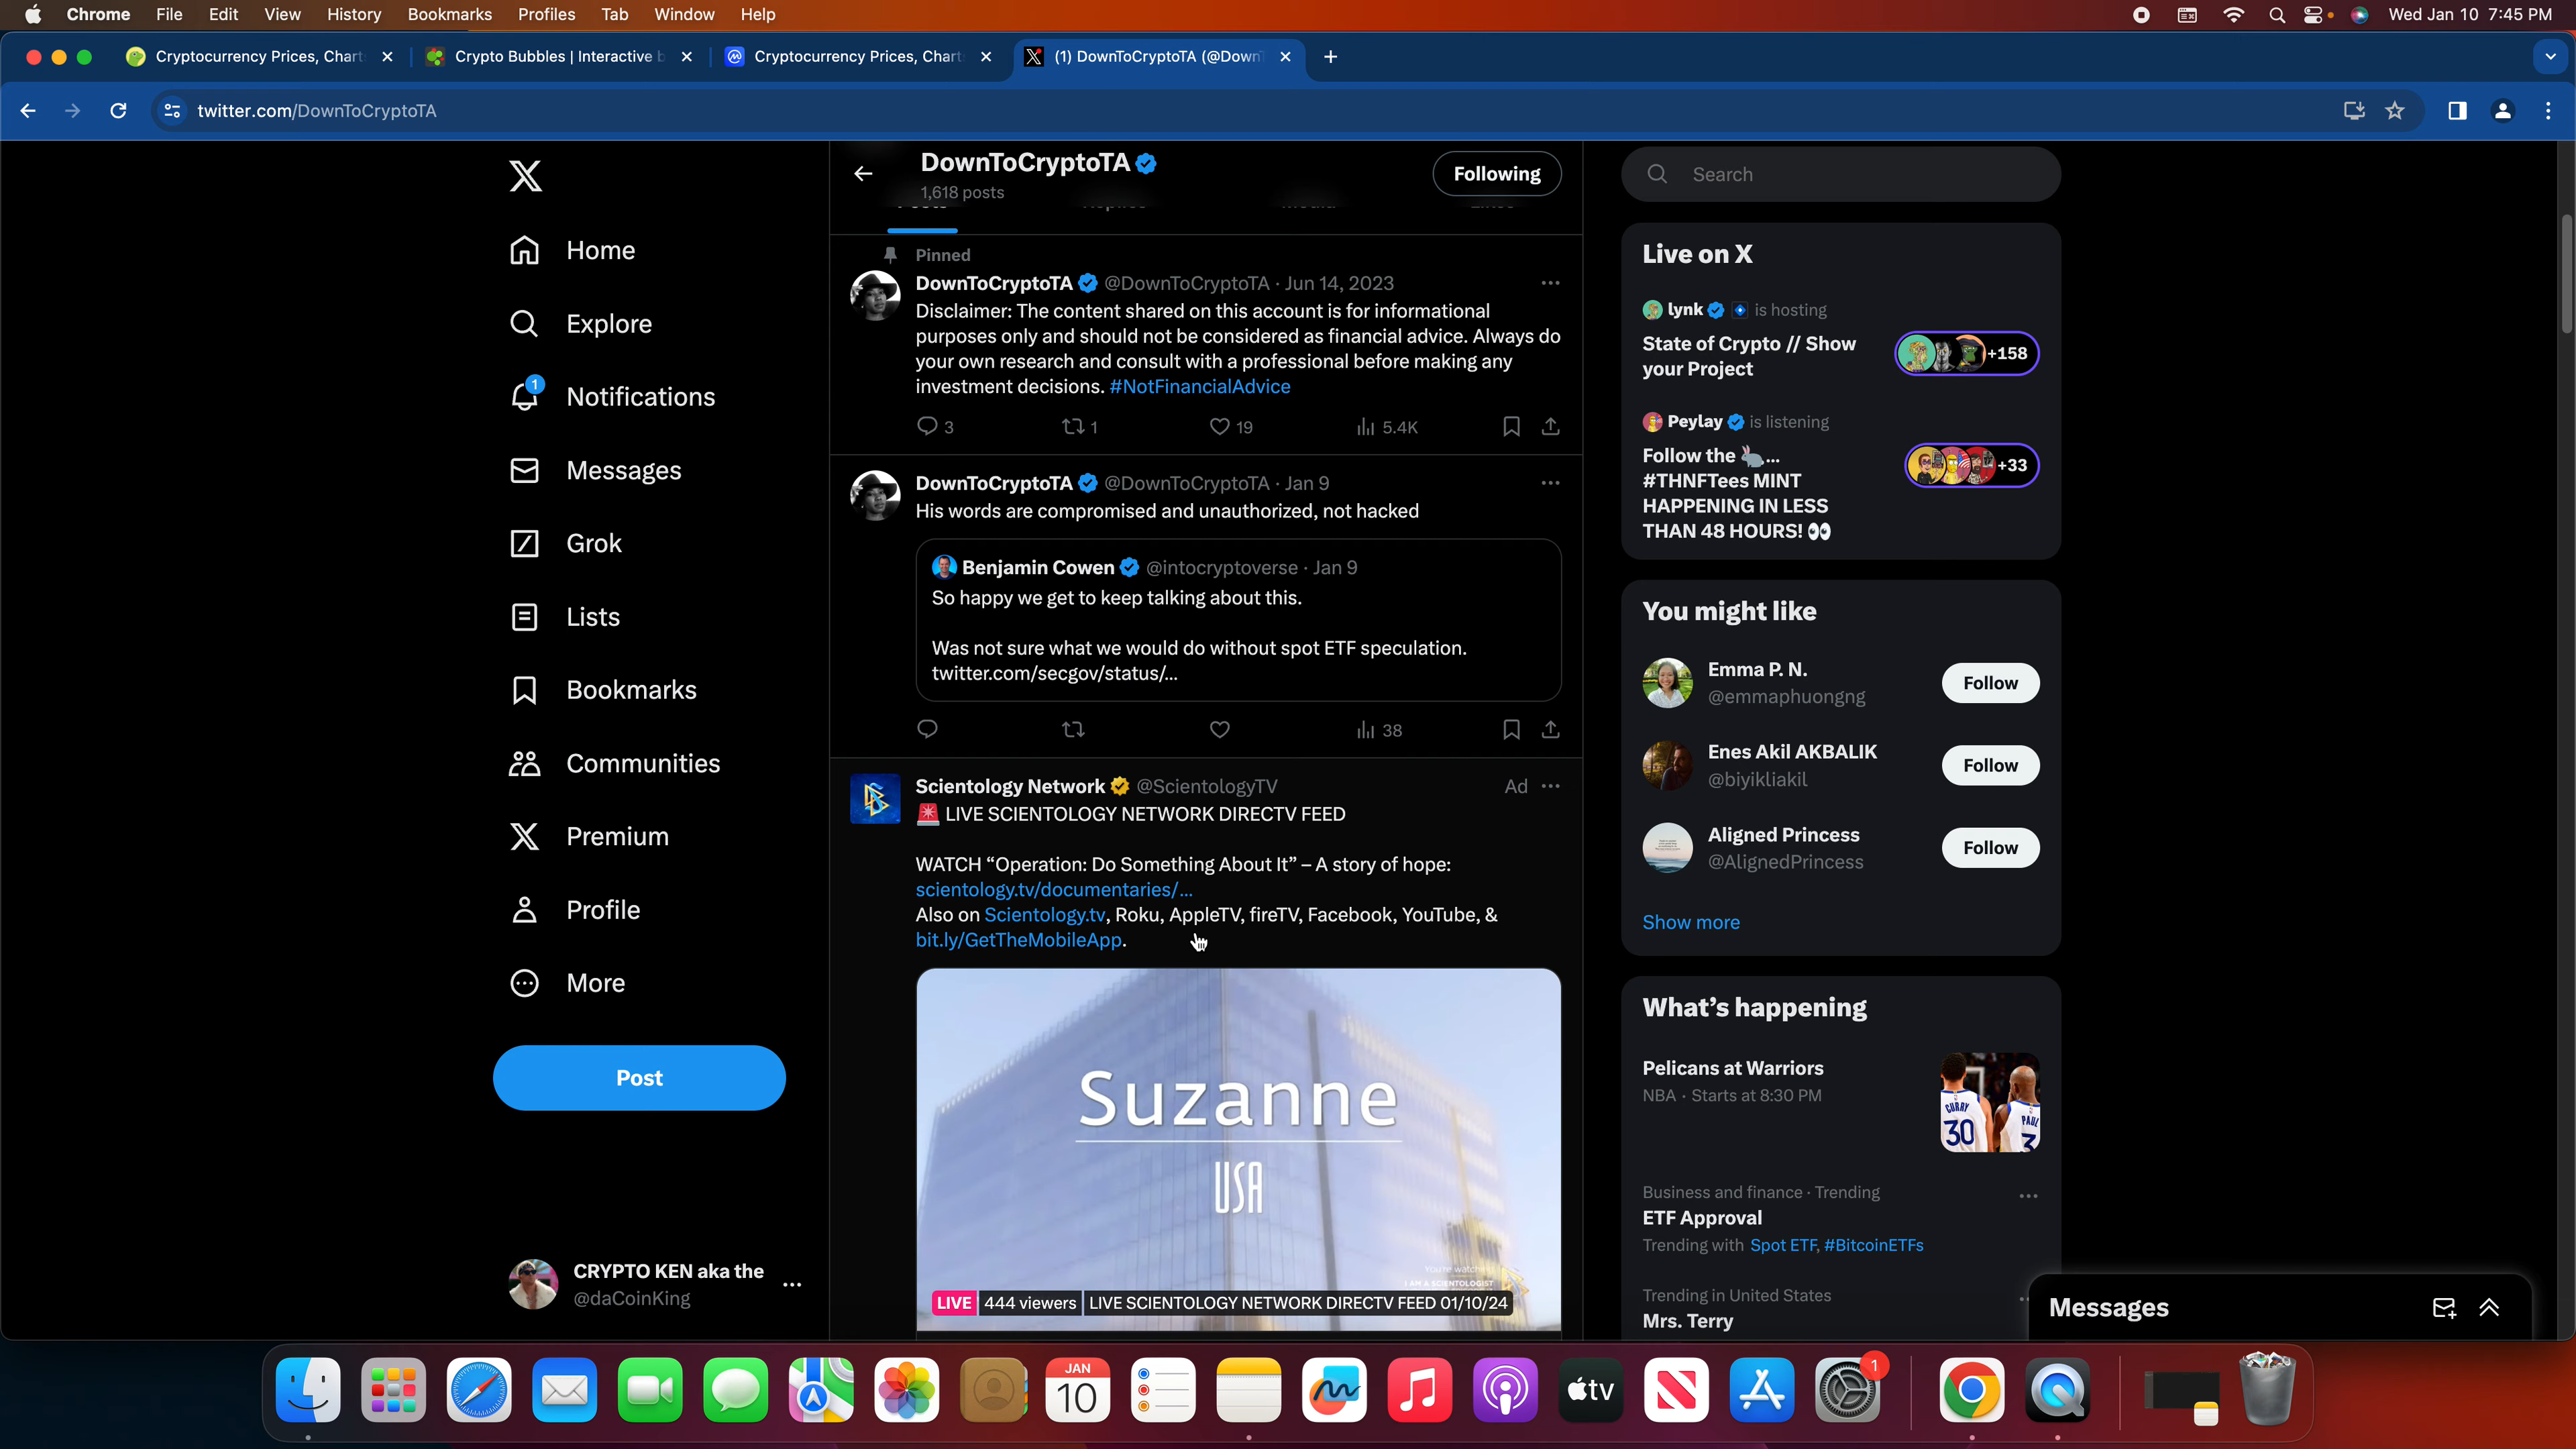 Chrome File Edit View History Bookmarks Profiles Tab Window Help
Wed Jan 10 7:45 PM
Cryptocurrency Prices, Chart
Crypto Bubbles | Interactive b
Cryptocurrency Prices, Chart
(1) DownToCryptoTA (@Down
twitter.com/DownToCryptoTA
Home
Explore
1
Notifications
Messages
Grok
Lists
Bookmarks
Communities
Premium
Profile
More
Post
CRYPTO KEN aka the
@daCoinKing
DownToCryptoTA
1,618 posts
Following
Pinned
DownToCryptoTA @DownToCryptoTA · Jun 14, 2023
Disclaimer: The content shared on this account is for informational
purposes only and should not be considered as financial advice. Always do
your own research and consult with a professional before making any
investment decisions. #NotFinancialAdvice
3 1 19 5.4K
DownToCryptoTA @DownToCryptoTA · Jan 9
His words are compromised and unauthorized, not hacked
Benjamin Cowen @intocryptoverse · Jan 9
So happy we get to keep talking about this.
Was not sure what we would do without spot ETF speculation.
twitter.com/secgov/status/...
38
Scientology Network @ScientologyTV Ad
LIVE SCIENTOLOGY NETWORK DIRECTV FEED
WATCH “Operation: Do Something About It” – A story of hope:
scientology.tv/documentaries/...
Also on Scientology.tv, Roku, AppleTV, fireTV, Facebook, YouTube, &
bit.ly/GetTheMobileApp.
Suzanne
USA
You're watching
I AM A SCIENTOLOGIST
LIVE 444 viewers LIVE SCIENTOLOGY NETWORK DIRECTV FEED 01/10/24
Search
Live on X
lynk is hosting
State of Crypto // Show
your Project
+158
Peylay is listening
Follow the 🐇...
#THNFTees MINT
HAPPENING IN LESS
THAN 48 HOURS! 👀
+33
You might like
Emma P. N.
@emmaphuongng
Follow
Enes Akil AKBALIK
@biyikliakil
Follow
Aligned Princess
@AlignedPrincess
Follow
Show more
What’s happening
Pelicans at Warriors
NBA · Starts at 8:30 PM
CURRY
30
PAUL
3
Business and finance · Trending
ETF Approval
Trending with Spot ETF, #BitcoinETFs
Trending in United States
Mrs. Terry
Messages
JAN
10
tv
1